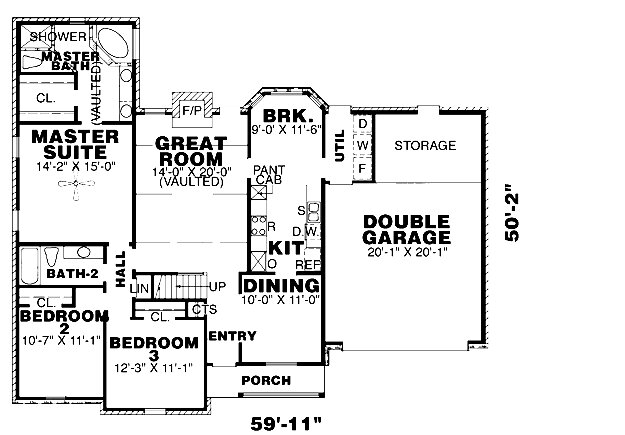 SHOWER
MASTER
BATH
(VAULTED)
CL.
F/P
BRK.
9'-0" X 11'-6"
UTIL
D
W
F
STORAGE
MASTER
SUITE
14'-2" X 15'-0"
GREAT
ROOM
14'-0" X 20'-0"
(VAULTED)
PANT
CAB
S
D.W.
R
KIT
O
REF
DOUBLE
GARAGE
20'-1" X 20'-1"
50'-2"
BATH-2
HALL
LIN
UP
DINING
10'-0" X 11'-0"
CL.
BEDROOM
2
10'-7" X 11'-1"
CL.
CTS
BEDROOM
3
12'-3" X 11'-1"
ENTRY
PORCH
59'-11"